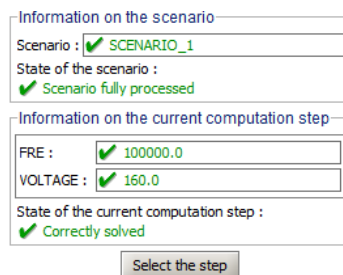 Information on the scenario
Scenario : SCENARIO_1
State of the scenario :
Scenario fully processed
Information on the current computation step
FRE : 100000.0
VOLTAGE : 160.0
State of the current computation step :
Correctly solved
Select the step